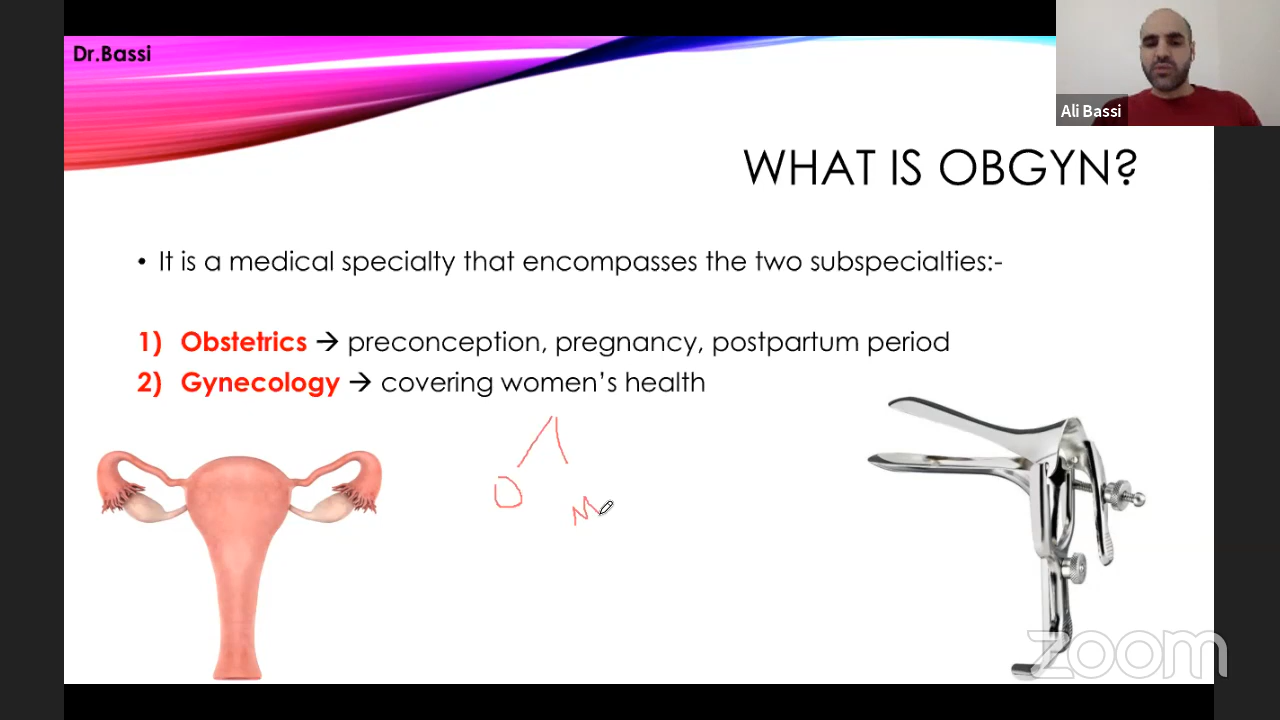 Dr.Bassi
Ali Bassi
WHAT IS OBGYN?
• It is a medical specialty that encompasses the two subspecialties:-
1) Obstetrics → preconception, pregnancy, postpartum period
2) Gynecology → covering women’s health
O
M
zoom